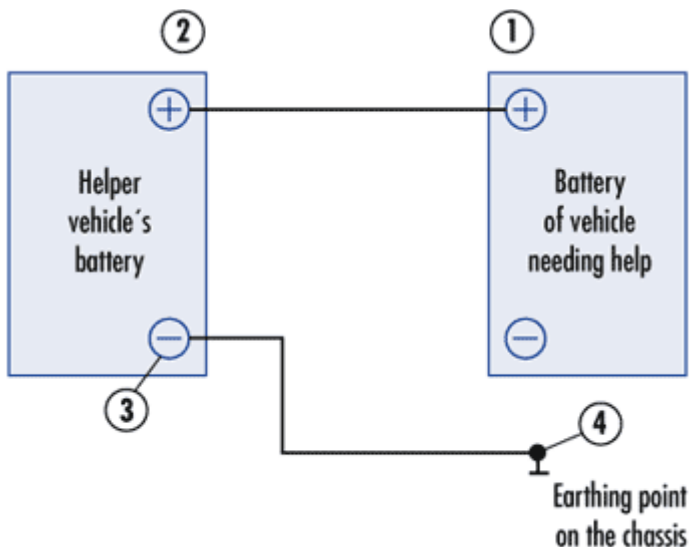 2
1
+
+
Helper
vehicle´s
battery
Battery
of vehicle
needing help
−
−
3
4
Earthing point
on the chassis